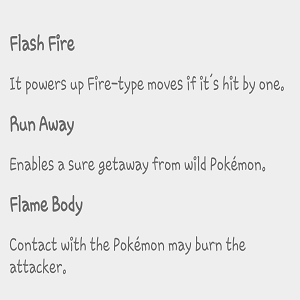 Flash Fire
It powers up Fire-type moves if it's hit by one.
Run Away
Enables a sure getaway from wild Pokémon.
Flame Body
Contact with the Pokémon may burn the
attacker.